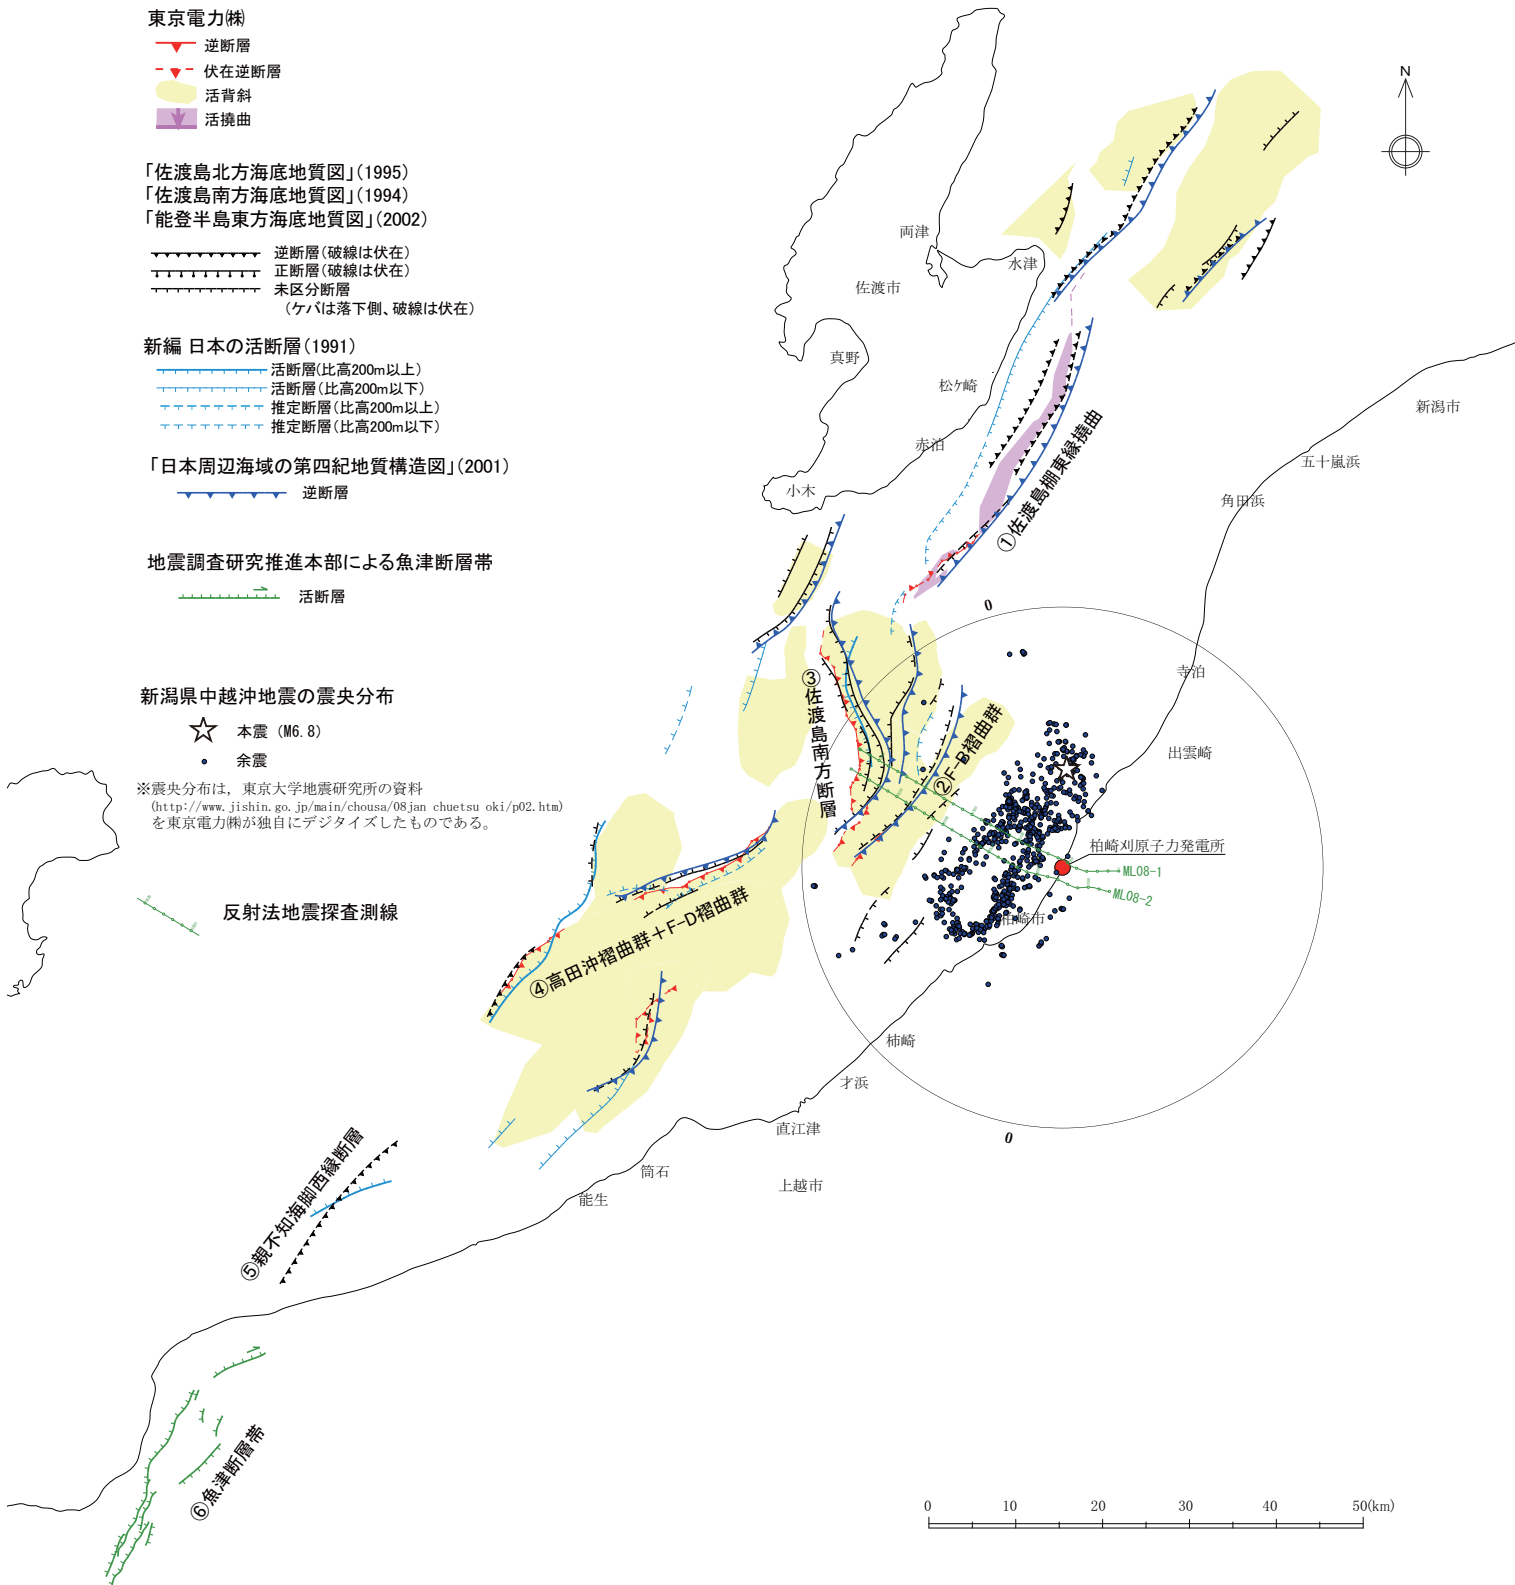 東京電力㈱
逆断層
伏在逆断層
活背斜
活撓曲
「佐渡島北方海底地質図」(1995)
「佐渡島南方海底地質図」(1994)
「能登半島東方海底地質図」(2002)
逆断層(破線は伏在)
正断層(破線は伏在)
未区分断層
(ケバは落下側、破線は伏在)
新編 日本の活断層(1991)
活断層(比高200m以上)
活断層(比高200m以下)
推定断層(比高200m以上)
推定断層(比高200m以下)
「日本周辺海域の第四紀地質構造図」(2001)
逆断層
地震調査研究推進本部による魚津断層帯
活断層
新潟県中越沖地震の震央分布
本震 (M6.8)
余震
※震央分布は，東京大学地震研究所の資料
(http://www.jishin.go.jp/main/chousa/08jan chuetsu oki/p02.htm)
を東京電力㈱が独自にデジタイズしたものである。
反射法地震探査測線
N
両津
水津
佐渡市
真野
松ケ崎
赤泊
小木
新潟市
五十嵐浜
角田浜
①佐渡島棚東縁撓曲
0
寺泊
③佐渡島南方断層
②F-B褶曲群
出雲崎
柏崎刈原子力発電所
ML08-1
ML08-2
柏崎市
④高田沖褶曲群＋F-D褶曲群
柿崎
才浜
0
直江津
筒石
上越市
能生
⑤親不知海脚西縁断層
⑥魚津断層帯
0 10 20 30 40 50(km)